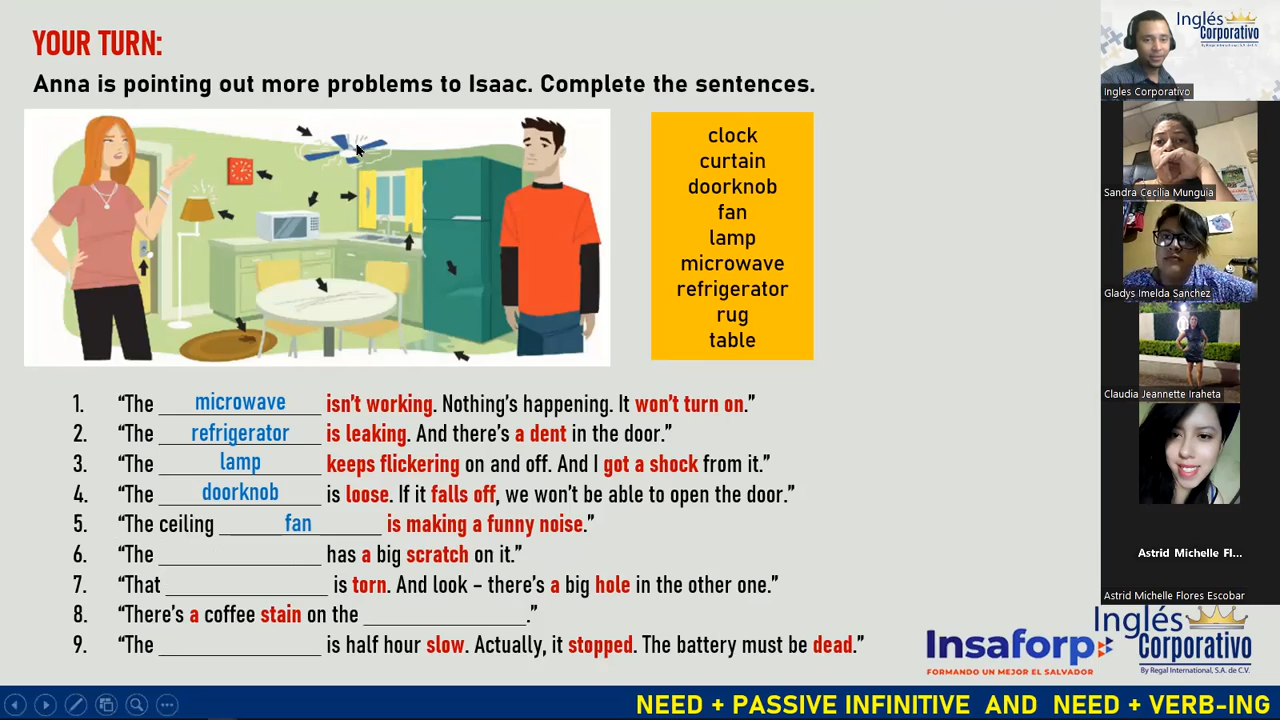 YOUR TURN:
Anna is pointing out more problems to Isaac. Complete the sentences.
clock
curtain
doorknob
fan
lamp
microwave
refrigerator
rug
table
1. “The microwave isn’t working. Nothing’s happening. It won’t turn on.”
2. “The refrigerator is leaking. And there’s a dent in the door.”
3. “The lamp keeps flickering on and off. And I got a shock from it.”
4. “The doorknob is loose. If it falls off, we won’t be able to open the door.”
5. “The ceiling fan is making a funny noise.”
6. “The ____________ has a big scratch on it.”
7. “That ____________ is torn. And look – there’s a big hole in the other one.”
8. “There’s a coffee stain on the ____________.”
9. “The ____________ is half hour slow. Actually, it stopped. The battery must be dead.”
NEED + PASSIVE INFINITIVE AND NEED + VERB-ING
Inglés
Corporativo
By Regal International, S.A. de C.V.
Ingles Corporativo
Sandra Cecilia Munguia
Gladys Imelda Sanchez
Claudia Jeannette Iraheta
Astrid Michelle Fl...
Astrid Michelle Flores Escobar
Insaforp
FORMANDO UN MEJOR EL SALVADOR
Inglés
Corporativo
By Regal International, S.A. de C.V.